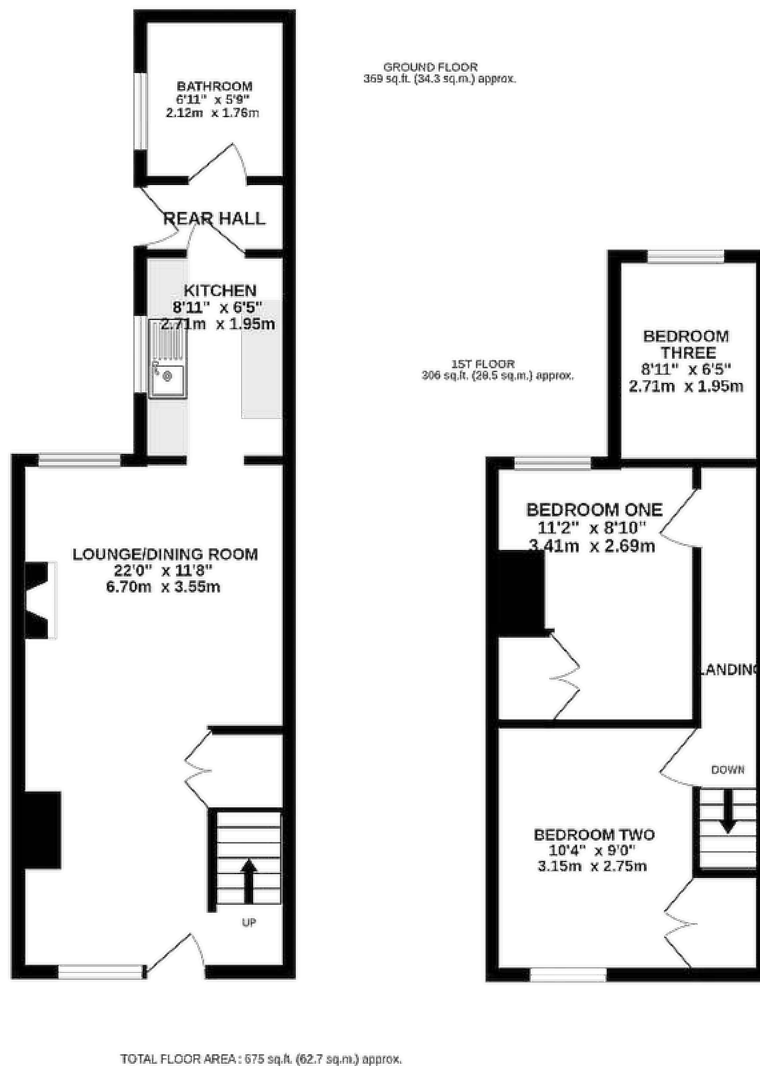 GROUND FLOOR
369 sq.ft. (34.3 sq.m.) approx.
BATHROOM
6'11" x 5'9"
2.12m x 1.76m
REAR HALL
KITCHEN
8'11" x 6'5"
2.71m x 1.95m
LOUNGE/DINING ROOM
22'0" x 11'8"
6.70m x 3.55m
UP
1ST FLOOR
306 sq.ft. (28.5 sq.m.) approx.
BEDROOM
THREE
8'11" x 6'5"
2.71m x 1.95m
BEDROOM ONE
11'2" x 8'10"
3.41m x 2.69m
LANDING
DOWN
BEDROOM TWO
10'4" x 9'0"
3.15m x 2.75m
TOTAL FLOOR AREA : 675 sq.ft. (62.7 sq.m.) approx.